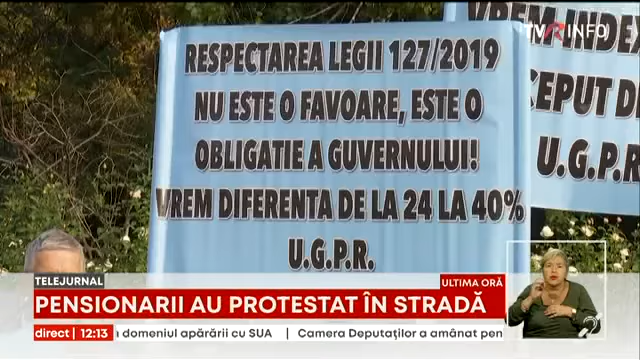 TVR INFO
RESPECTAREA LEGII 127/2019
NU ESTE O FAVOARE, ESTE O
OBLIGATIE A GUVERNULUI!
VREM DIFERENTA DE LA 24 LA 40%
U.G.P.R.
VREM INDEX
CEPUT D
U.G.P.R.
TELEJURNAL
ULTIMA ORĂ
PENSIONARII AU PROTESTAT ÎN STRADĂ
direct | 12:13
domeniul apărării cu SUA | Camera Deputaților a amânat pen